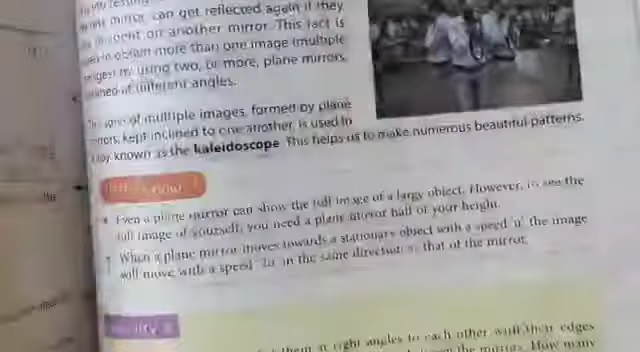 mirror, can get reflected again if they
on another mirror. This fact is
obtain more than one image (multiple
by using two, or more, plane mirrors,
at different angles.
of multiple images, formed by plane
kept inclined to one another, is used in
known as the kaleidoscope. This helps us to make numerous beautiful patterns.
Even a plane mirror can show the full image of a large object. However, to see the
full image of yourself, you need a plane mirror half of your height.
When a plane mirror moves towards a stationary object with a speed 'u' the image
will move with a speed in the same direction as that of the mirror.
at right angles to each other with their edges
the mirrors. How many